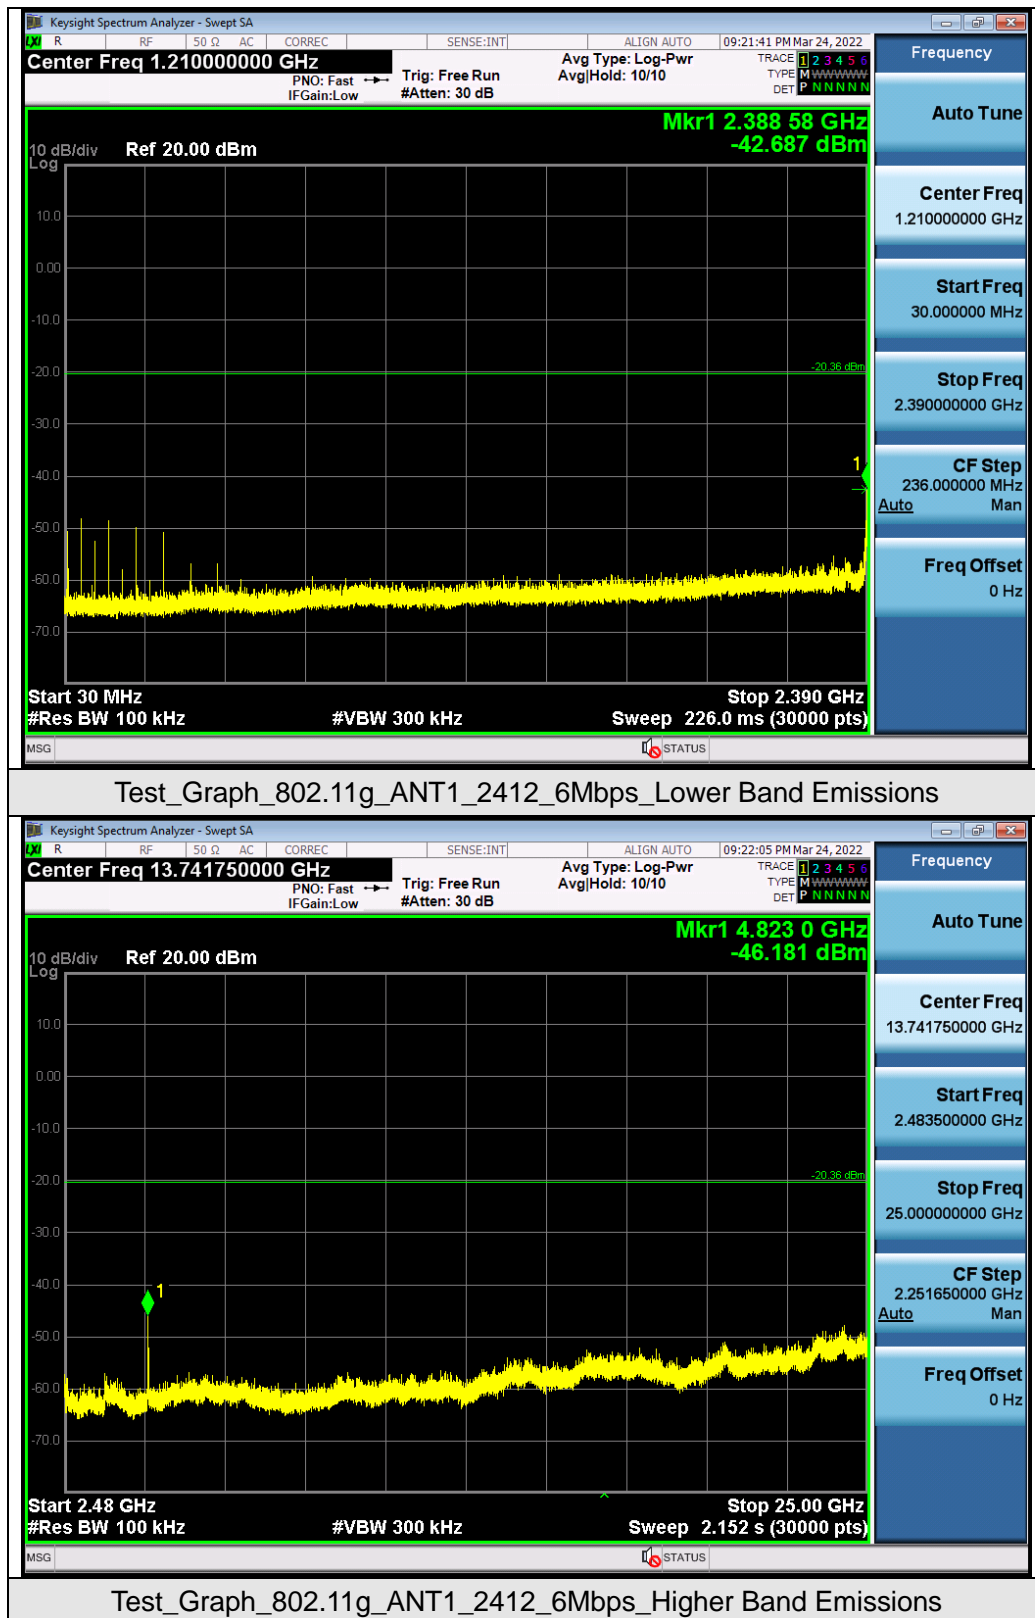 Keysight Spectrum Analyzer - Swept SA
LXI R RF 50 Ω AC CORREC SENSE:INT ALIGN AUTO 09:21:41 PM Mar 24, 2022
Center Freq 1.210000000 GHz
PNO: Fast
IFGain:Low
Trig: Free Run
#Atten: 30 dB
Avg Type: Log-Pwr
Avg|Hold: 10/10
TRACE 1 2 3 4 5 6
TYPE M WWWWW
DET P N N N N N
Mkr1 2.388 58 GHz
-42.687 dBm
10 dB/div
Log
Ref 20.00 dBm
10.0
0.00
-10.0
-20.0
-20.36 dBm
-30.0
-40.0
1
-50.0
-60.0
-70.0
Start 30 MHz
Stop 2.390 GHz
#Res BW 100 kHz
#VBW 300 kHz
Sweep 226.0 ms (30000 pts)
MSG
STATUS
Frequency
Auto Tune
Center Freq
1.210000000 GHz
Start Freq
30.000000 MHz
Stop Freq
2.390000000 GHz
CF Step
236.000000 MHz
Auto Man
Freq Offset
0 Hz
Test_Graph_802.11g_ANT1_2412_6Mbps_Lower Band Emissions
Keysight Spectrum Analyzer - Swept SA
LXI R RF 50 Ω AC CORREC SENSE:INT ALIGN AUTO 09:22:05 PM Mar 24, 2022
Center Freq 13.741750000 GHz
PNO: Fast
IFGain:Low
Trig: Free Run
#Atten: 30 dB
Avg Type: Log-Pwr
Avg|Hold: 10/10
TRACE 1 2 3 4 5 6
TYPE M WWWWW
DET P N N N N N
Mkr1 4.823 0 GHz
-46.181 dBm
10 dB/div
Log
Ref 20.00 dBm
10.0
0.00
-10.0
-20.0
-20.36 dBm
-30.0
-40.0
1
-50.0
-60.0
-70.0
Start 2.48 GHz
Stop 25.00 GHz
#Res BW 100 kHz
#VBW 300 kHz
Sweep 2.152 s (30000 pts)
MSG
STATUS
Frequency
Auto Tune
Center Freq
13.741750000 GHz
Start Freq
2.483500000 GHz
Stop Freq
25.000000000 GHz
CF Step
2.251650000 GHz
Auto Man
Freq Offset
0 Hz
Test_Graph_802.11g_ANT1_2412_6Mbps_Higher Band Emissions